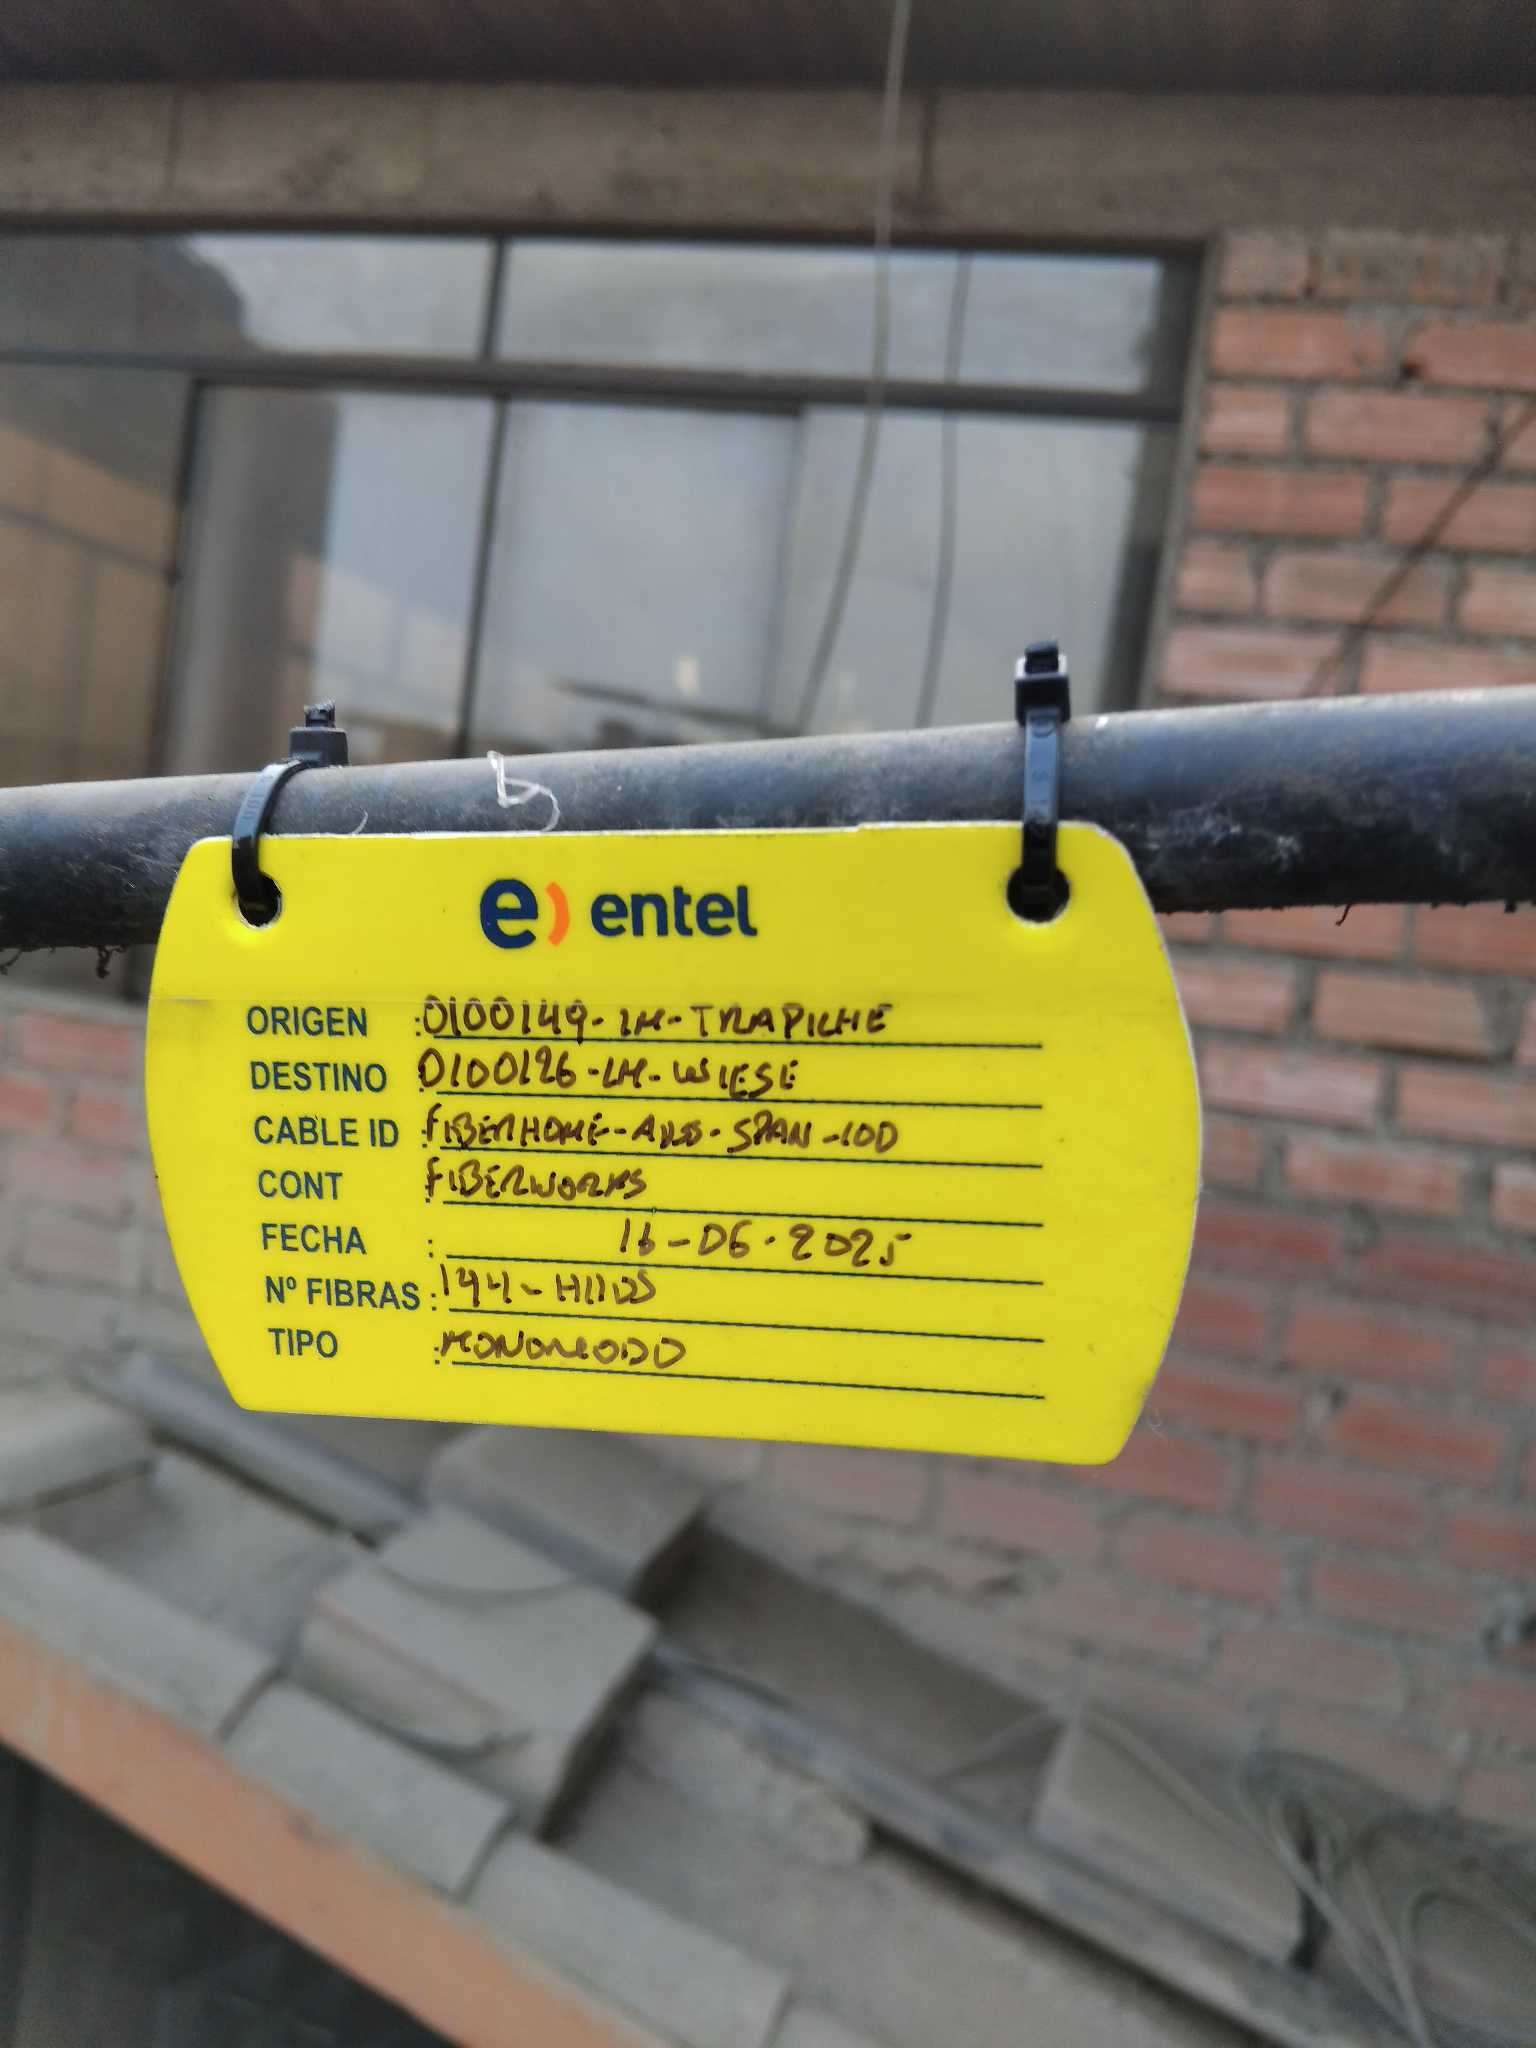 e) entel
ORIGEN : 0100149-LM-TRAPICHE
DESTINO : 0100126-LM-WIESE
CABLE ID : FIBERHOME-ADSS-SPAN-100
CONT : FIBERWORKS
FECHA : 16-06-2025
Nº FIBRAS : 144-HILOS
TIPO : MONOMODO